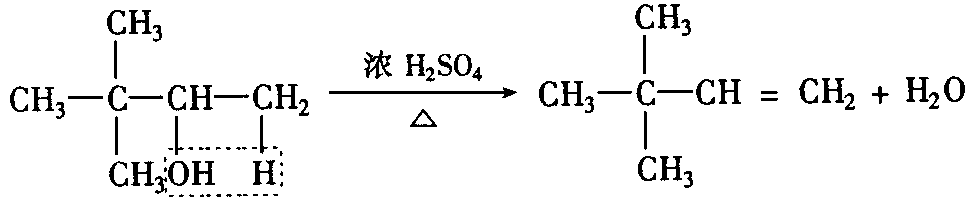 CH₃ CH₃
浓 H₂SO₄
CH₃—C—CH—CH₂ → CH₃—C—CH = CH₂ + H₂O
△
CH₃ OH H CH₃